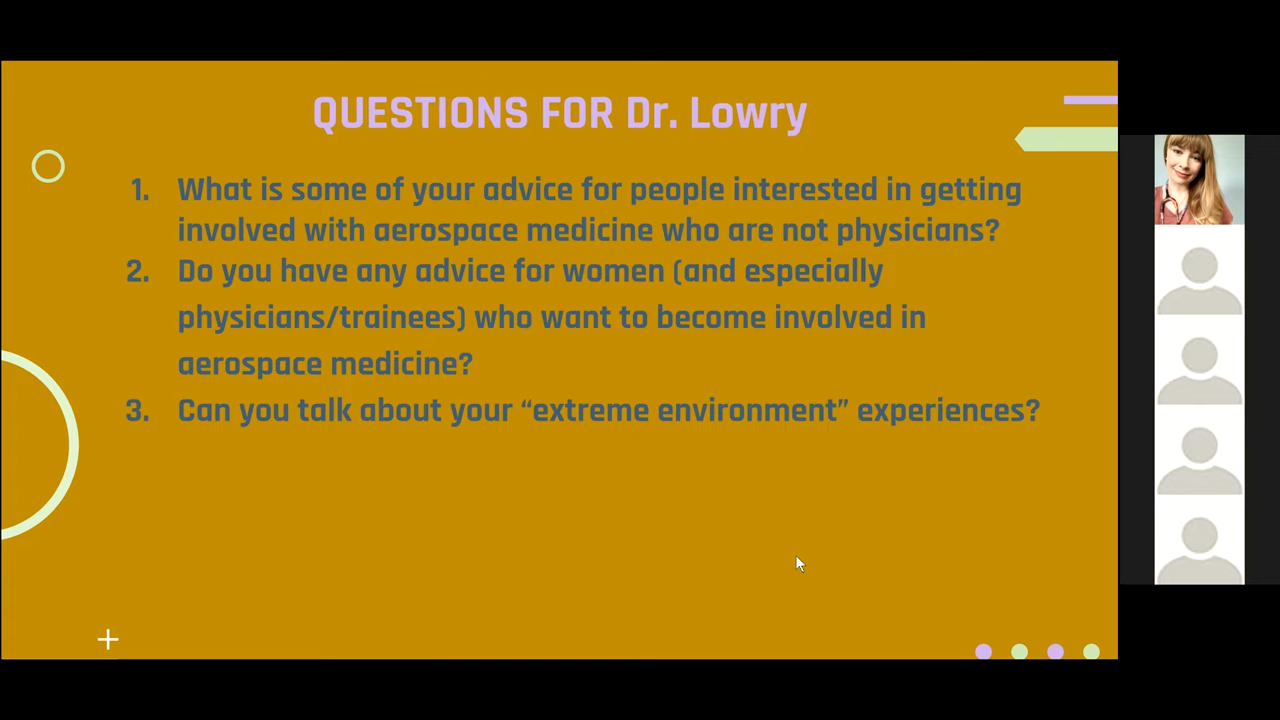 QUESTIONS FOR Dr. Lowry
1. What is some of your advice for people interested in getting
involved with aerospace medicine who are not physicians?
2. Do you have any advice for women (and especially
physicians/trainees) who want to become involved in
aerospace medicine?
3. Can you talk about your “extreme environment” experiences?